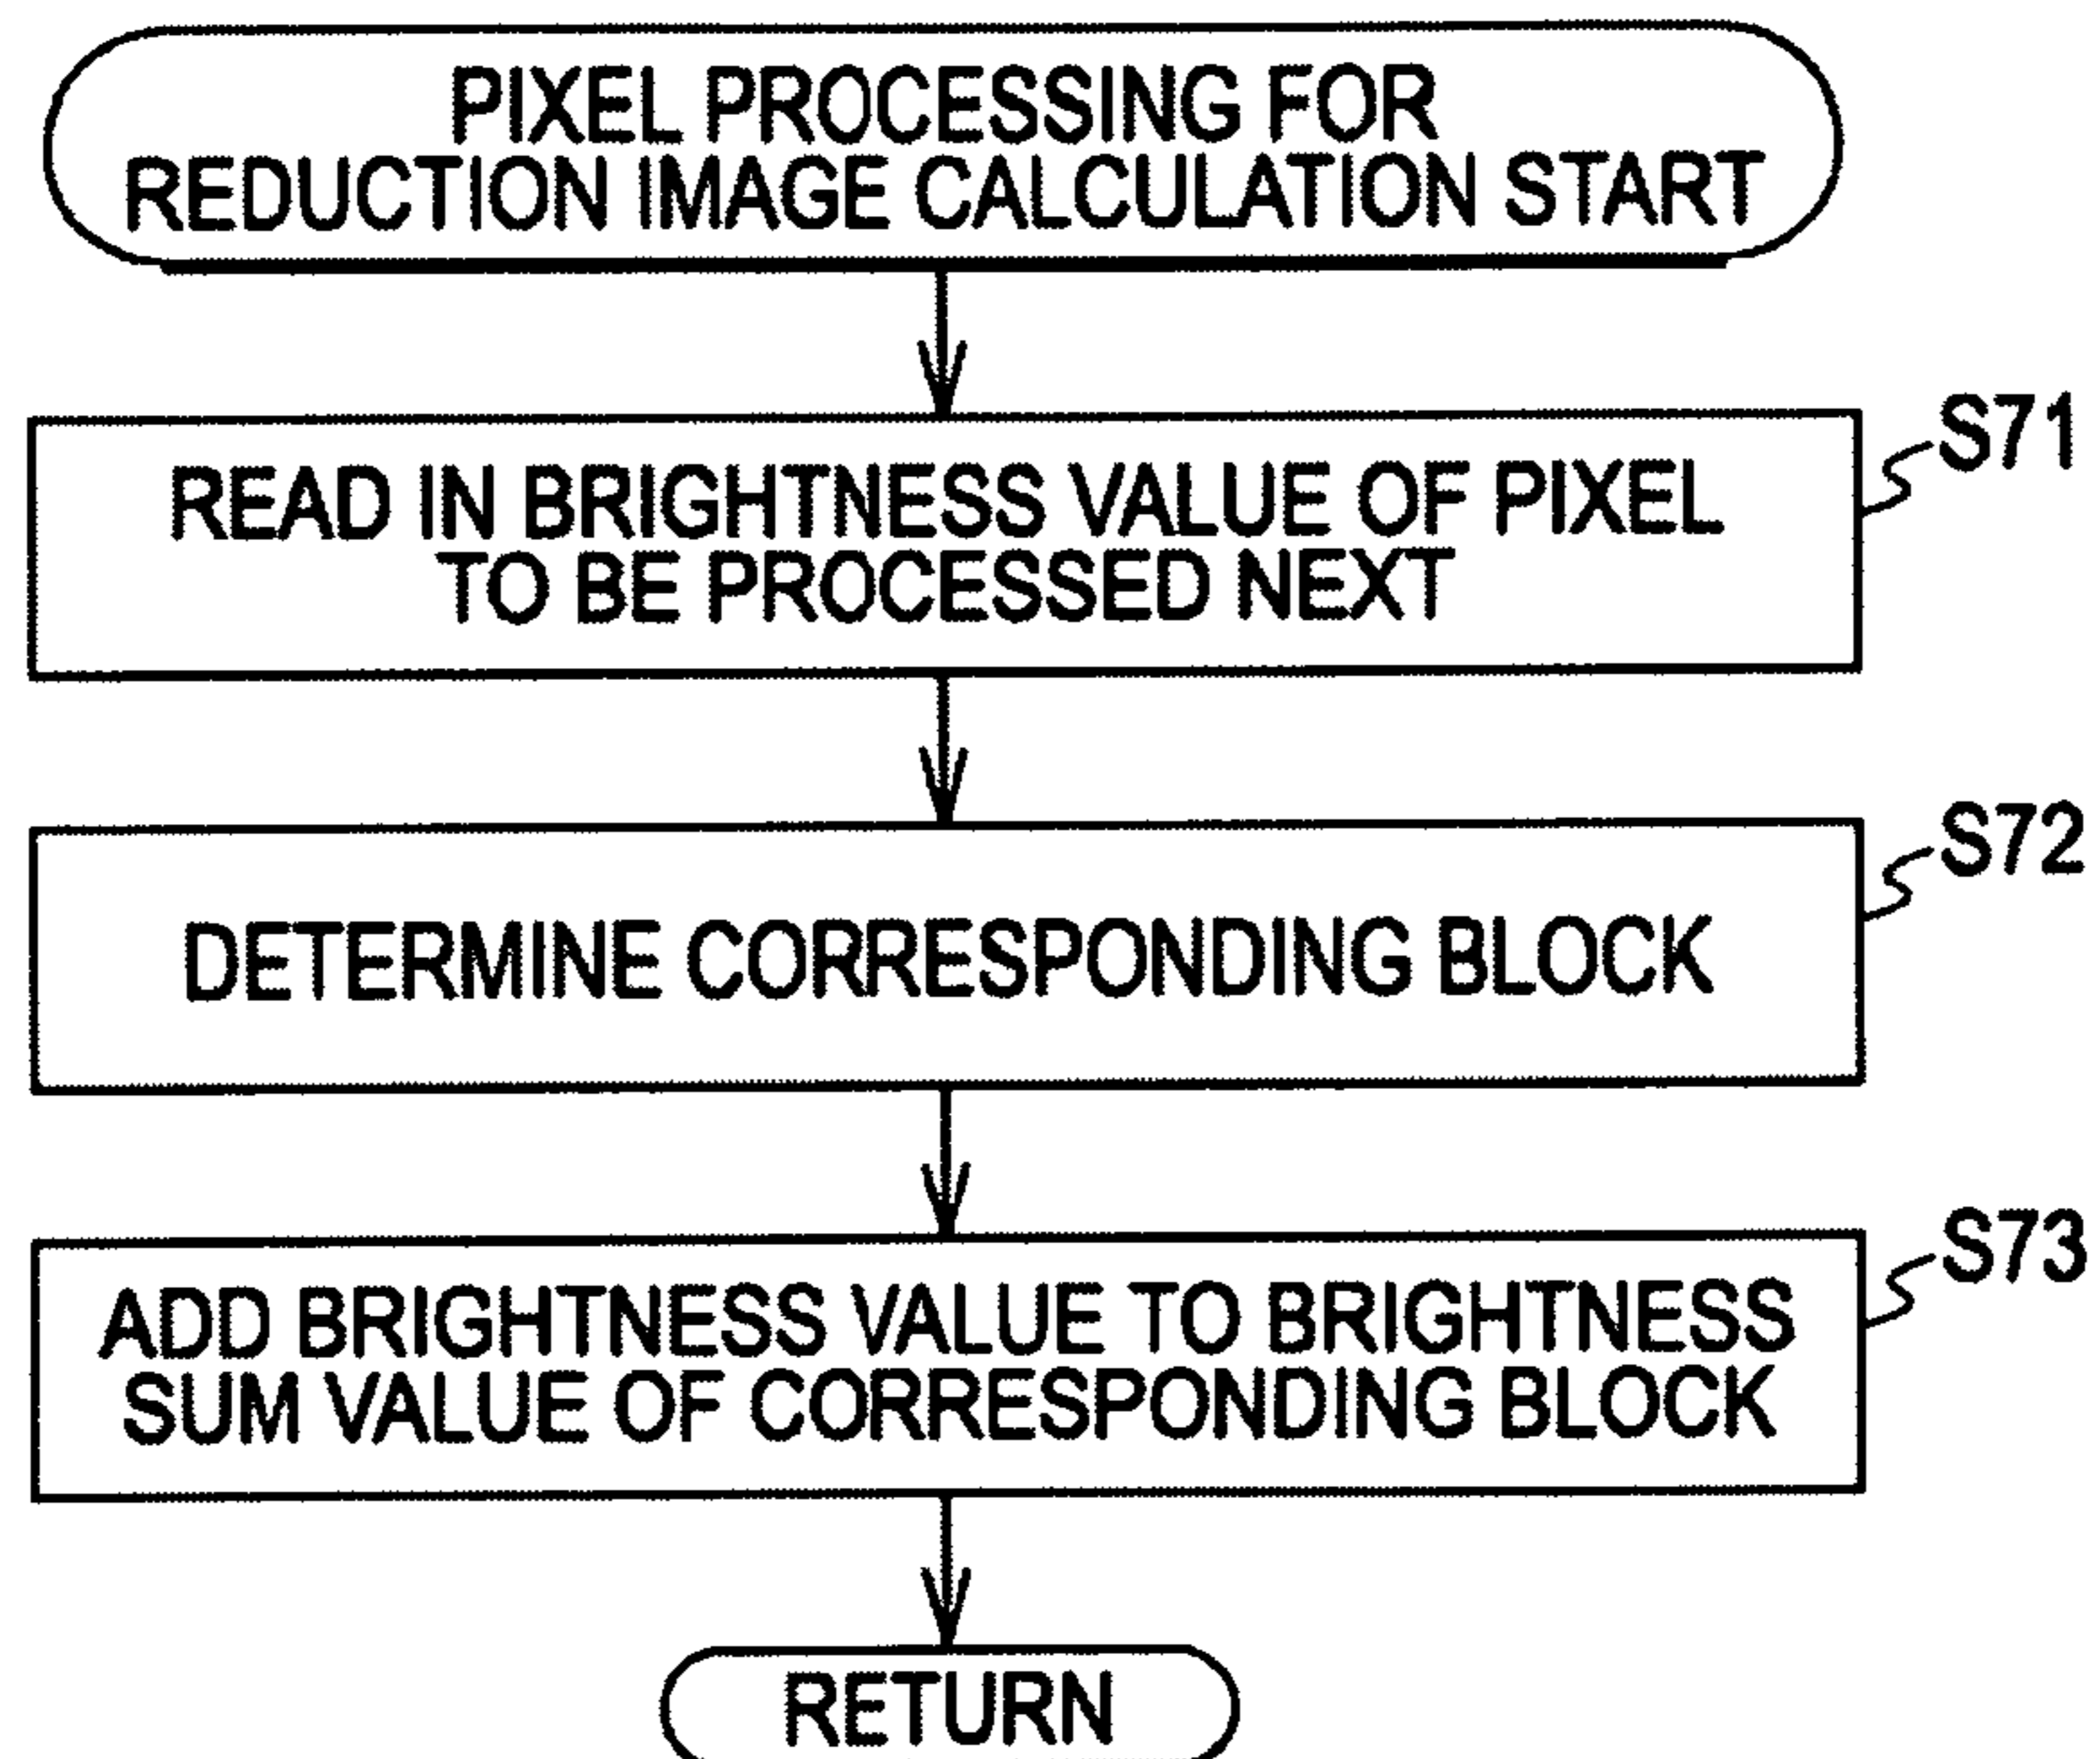 PIXEL PROCESSING FOR
REDUCTION IMAGE CALCULATION START
S71
READ IN BRIGHTNESS VALUE OF PIXEL
TO BE PROCESSED NEXT
S72
DETERMINE CORRESPONDING BLOCK
S73
ADD BRIGHTNESS VALUE TO BRIGHTNESS
SUM VALUE OF CORRESPONDING BLOCK
RETURN